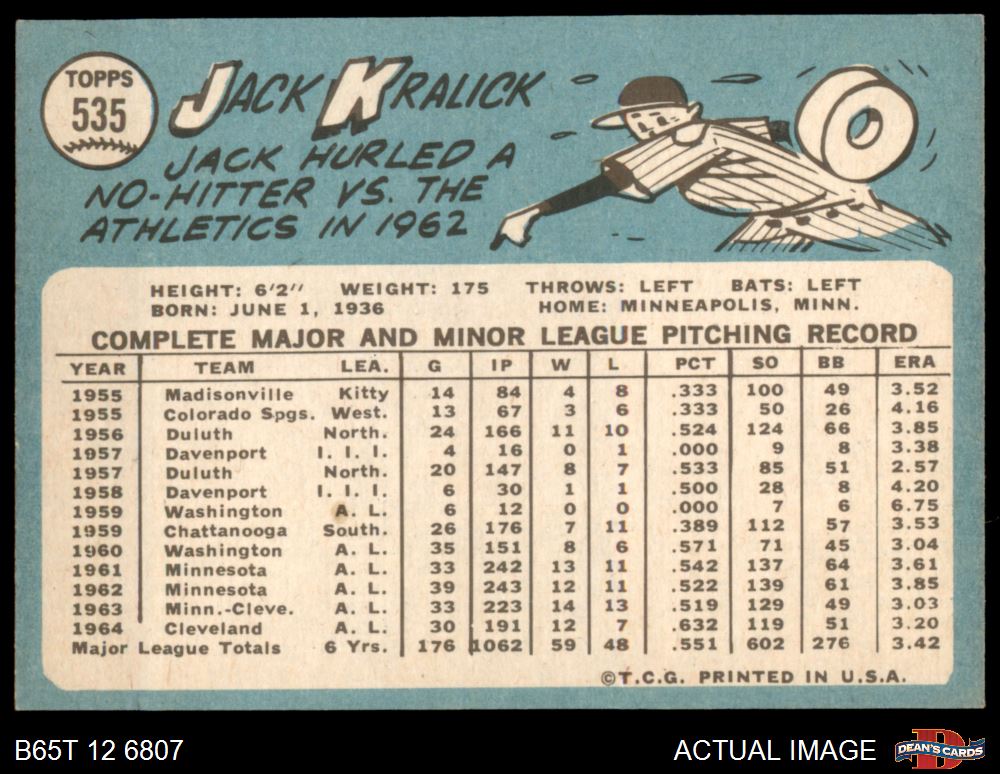 TOPPS
535
JACK KRALICK
JACK HURLED A
NO-HITTER VS. THE
ATHLETICS IN 1962
HEIGHT: 6'2" WEIGHT: 175 THROWS: LEFT BATS: LEFT
BORN: JUNE 1, 1936 HOME: MINNEAPOLIS, MINN.
COMPLETE MAJOR AND MINOR LEAGUE PITCHING RECORD
YEAR TEAM LEA. G IP W L PCT SO BB ERA
1955 Madisonville Kitty 14 84 4 8 .333 100 49 3.52
1955 Colorado Spgs. West. 13 67 3 6 .333 50 26 4.16
1956 Duluth North. 24 166 11 10 .524 124 66 3.85
1957 Davenport I. I. I. 4 16 0 1 .000 9 8 3.38
1957 Duluth North. 20 147 8 7 .533 85 51 2.57
1958 Davenport I. I. I. 6 30 1 1 .500 28 8 4.20
1959 Washington A. L. 6 12 0 0 .000 7 6 6.75
1959 Chattanooga South. 26 176 7 11 .389 112 57 3.53
1960 Washington A. L. 35 151 8 6 .571 71 45 3.04
1961 Minnesota A. L. 33 242 13 11 .542 137 64 3.61
1962 Minnesota A. L. 39 243 12 11 .522 139 61 3.85
1963 Minn.-Cleve. A. L. 33 223 14 13 .519 129 49 3.03
1964 Cleveland A. L. 30 191 12 7 .632 119 51 3.20
Major League Totals 6 Yrs. 176 1062 59 48 .551 602 276 3.42
©T.C.G. PRINTED IN U.S.A.
B65T 12 6807 ACTUAL IMAGE DEAN'S CARDS